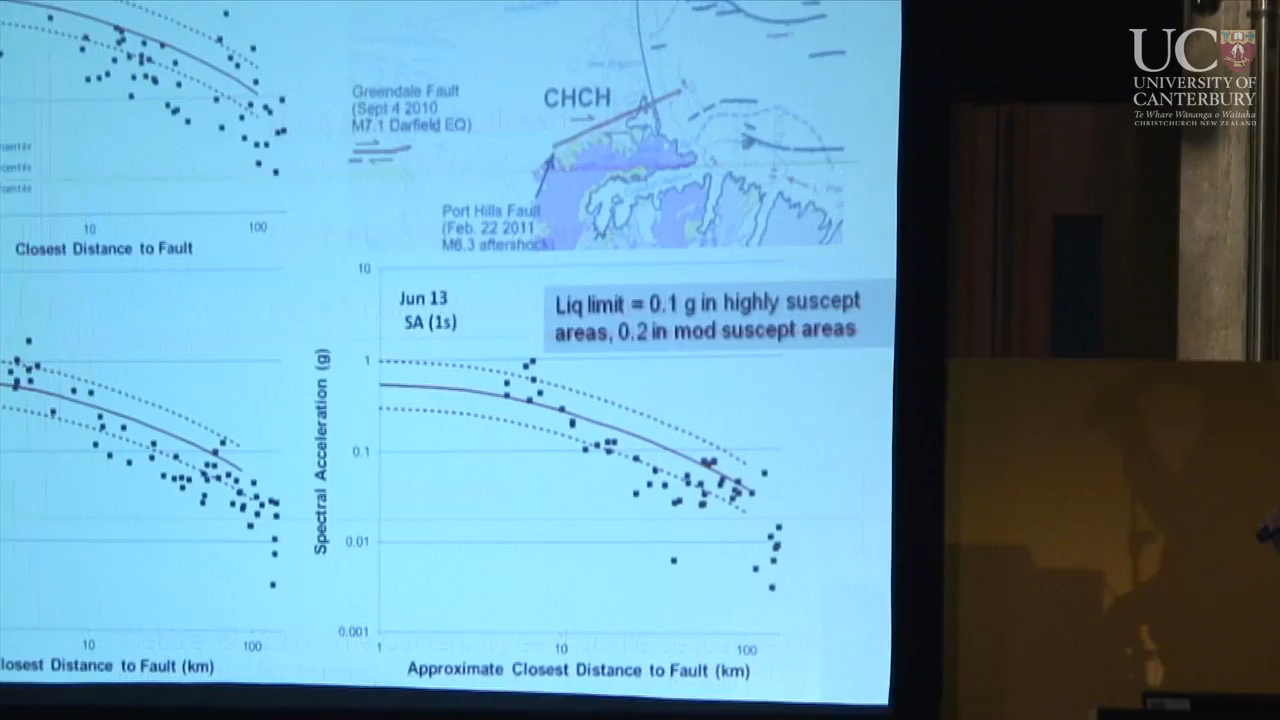 Greendale Fault
(Sept 4 2010
M7.1 Darfield EQ)
CHCH
Port Hills Fault
(Feb. 22 2011
M6.3 aftershock)
10
100
Closest Distance to Fault
10
Jun 13
SA (1s)
Liq limit = 0.1 g in highly suscept
areas, 0.2 in mod suscept areas
1
0.1
0.01
0.001
Spectral Acceleration (g)
1
10
100
Approximate Closest Distance to Fault (km)
10
100
losest Distance to Fault (km)
UC
UNIVERSITY OF
CANTERBURY
Te Whare Wānanga o Waitaha
CHRISTCHURCH NEW ZEALAND